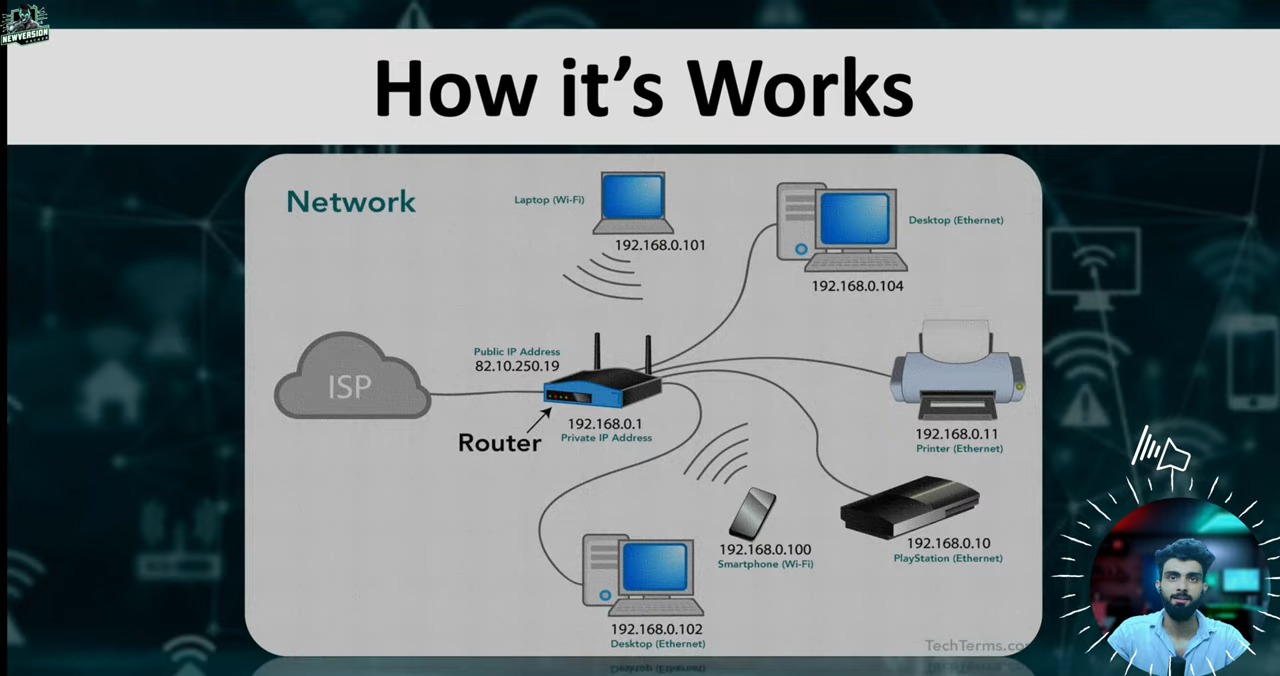 NEWVERSION
How it's Works
Network
Laptop (Wi-Fi)
192.168.0.101
Desktop (Ethernet)
192.168.0.104
ISP
Public IP Address
82.10.250.19
192.168.0.1
Private IP Address
Router
192.168.0.11
Printer (Ethernet)
192.168.0.10
PlayStation (Ethernet)
192.168.0.100
Smartphone (Wi-Fi)
192.168.0.102
Desktop (Ethernet)
TechTerms.co